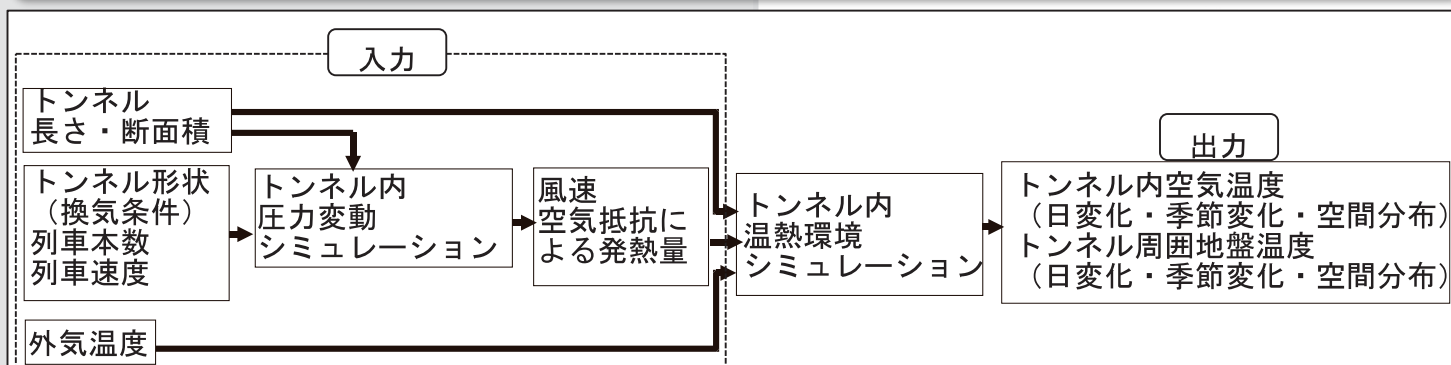 入力
トンネル
長さ・断面積
トンネル形状
（換気条件）
列車本数
列車速度
外気温度
トンネル内
圧力変動
シミュレーション
風速
空気抵抗に
よる発熱量
トンネル内
温熱環境
シミュレーション
出力
トンネル内空気温度
（日変化・季節変化・空間分布）
トンネル周囲地盤温度
（日変化・季節変化・空間分布）